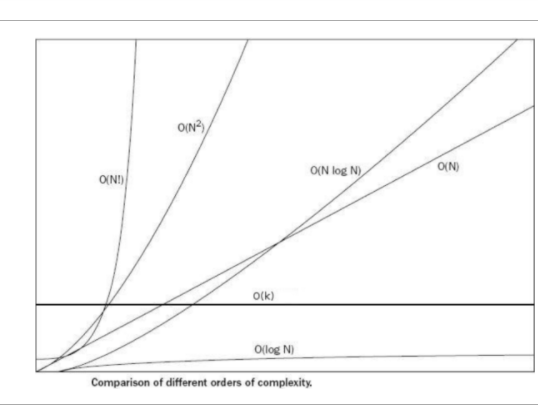 O(N²)
O(N!)
O(N log N)
O(N)
O(k)
O(log N)
Comparison of different orders of complexity.